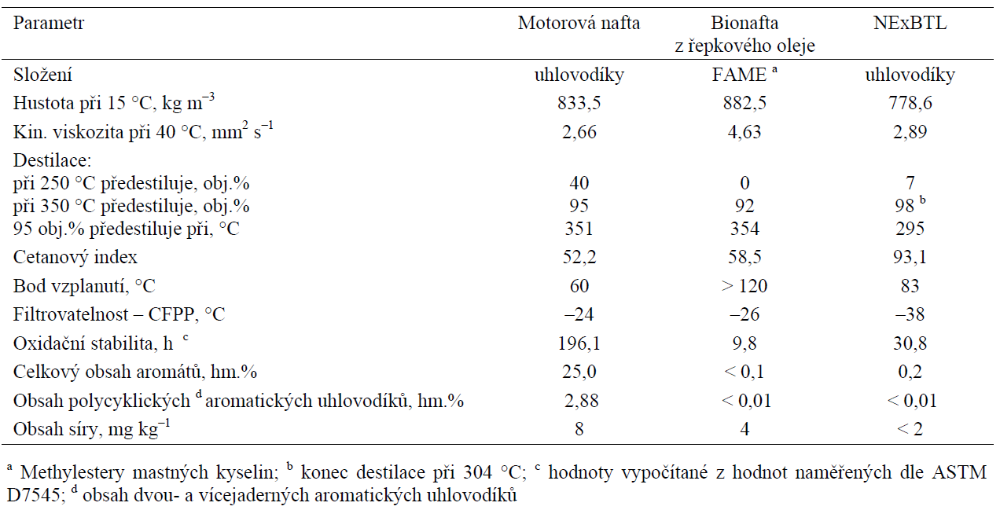 Parametr Motorová nafta Bionafta NExBTL
z řepkového oleje
Složení uhlovodíky FAME ᵃ uhlovodíky
Hustota při 15 °C, kg m⁻³ 833,5 882,5 778,6
Kin. viskozita při 40 °C, mm² s⁻¹ 2,66 4,63 2,89
Destilace:
při 250 °C předestiluje, obj.% 40 0 7
při 350 °C předestiluje, obj.% 95 92 98 ᵇ
95 obj.% předestiluje při, °C 351 354 295
Cetanový index 52,2 58,5 93,1
Bod vzplanutí, °C 60 > 120 83
Filtrovatelnost – CFPP, °C –24 –26 –38
Oxidační stabilita, h ᶜ 196,1 9,8 30,8
Celkový obsah aromátů, hm.% 25,0 < 0,1 0,2
Obsah polycyklických ᵈ aromatických uhlovodíků, hm.% 2,88 < 0,01 < 0,01
Obsah síry, mg kg⁻¹ 8 4 < 2
ᵃ Methylestery mastných kyselin; ᵇ konec destilace při 304 °C; ᶜ hodnoty vypočítané z hodnot naměřených dle ASTM
D7545; ᵈ obsah dvou- a vícejaderných aromatických uhlovodíků